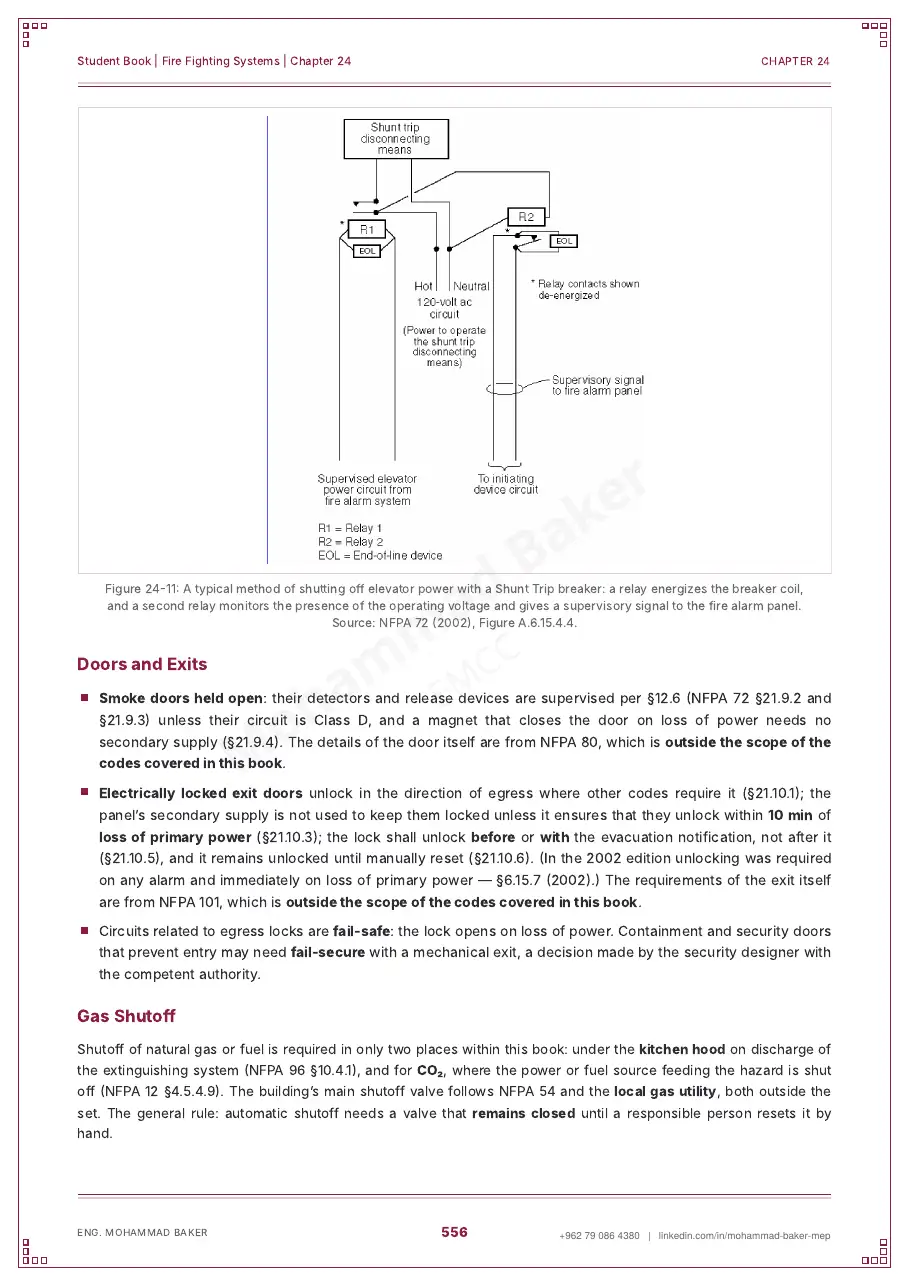 Student Book | Fire Fighting Systems | Chapter 24
CHAPTER 24
Shunt trip
disconnecting
means
*
R1
EOL
R2
*
EOL
Hot
Neutral
120-volt ac
circuit
(Power to operate
the shunt trip
disconnecting
means)
* Relay contacts shown
de-energized
Supervisory signal
to fire alarm panel
Supervised elevator
power circuit from
fire alarm system
To initiating
device circuit
R1 = Relay 1
R2 = Relay 2
EOL = End-of-line device
Figure 24-11: A typical method of shutting off elevator power with a Shunt Trip breaker: a relay energizes the breaker coil,
and a second relay monitors the presence of the operating voltage and gives a supervisory signal to the fire alarm panel.
Source: NFPA 72 (2002), Figure A.6.15.4.4.
Doors and Exits
Smoke doors held open: their detectors and release devices are supervised per §12.6 (NFPA 72 §21.9.2 and
§21.9.3) unless their circuit is Class D, and a magnet that closes the door on loss of power needs no
secondary supply (§21.9.4). The details of the door itself are from NFPA 80, which is outside the scope of the
codes covered in this book.
Electrically locked exit doors unlock in the direction of egress where other codes require it (§21.10.1); the
panel's secondary supply is not used to keep them locked unless it ensures that they unlock within 10 min of
loss of primary power (§21.10.3); the lock shall unlock before or with the evacuation notification, not after it
(§21.10.5), and it remains unlocked until manually reset (§21.10.6). (In the 2002 edition unlocking was required
on any alarm and immediately on loss of primary power — §6.15.7 (2002).) The requirements of the exit itself
are from NFPA 101, which is outside the scope of the codes covered in this book.
Circuits related to egress locks are fail-safe: the lock opens on loss of power. Containment and security doors
that prevent entry may need fail-secure with a mechanical exit, a decision made by the security designer with
the competent authority.
Gas Shutoff
Shutoff of natural gas or fuel is required in only two places within this book: under the kitchen hood on discharge of
the extinguishing system (NFPA 96 §10.4.1), and for CO₂, where the power or fuel source feeding the hazard is shut
off (NFPA 12 §4.5.4.9). The building's main shutoff valve follows NFPA 54 and the local gas utility, both outside the
set. The general rule: automatic shutoff needs a valve that remains closed until a responsible person resets it by
hand.
ENG. MOHAMMAD BAKER
556
+962 79 086 4380 | linkedin.com/in/mohammad-baker-mep
Mohammad Baker
EMCC